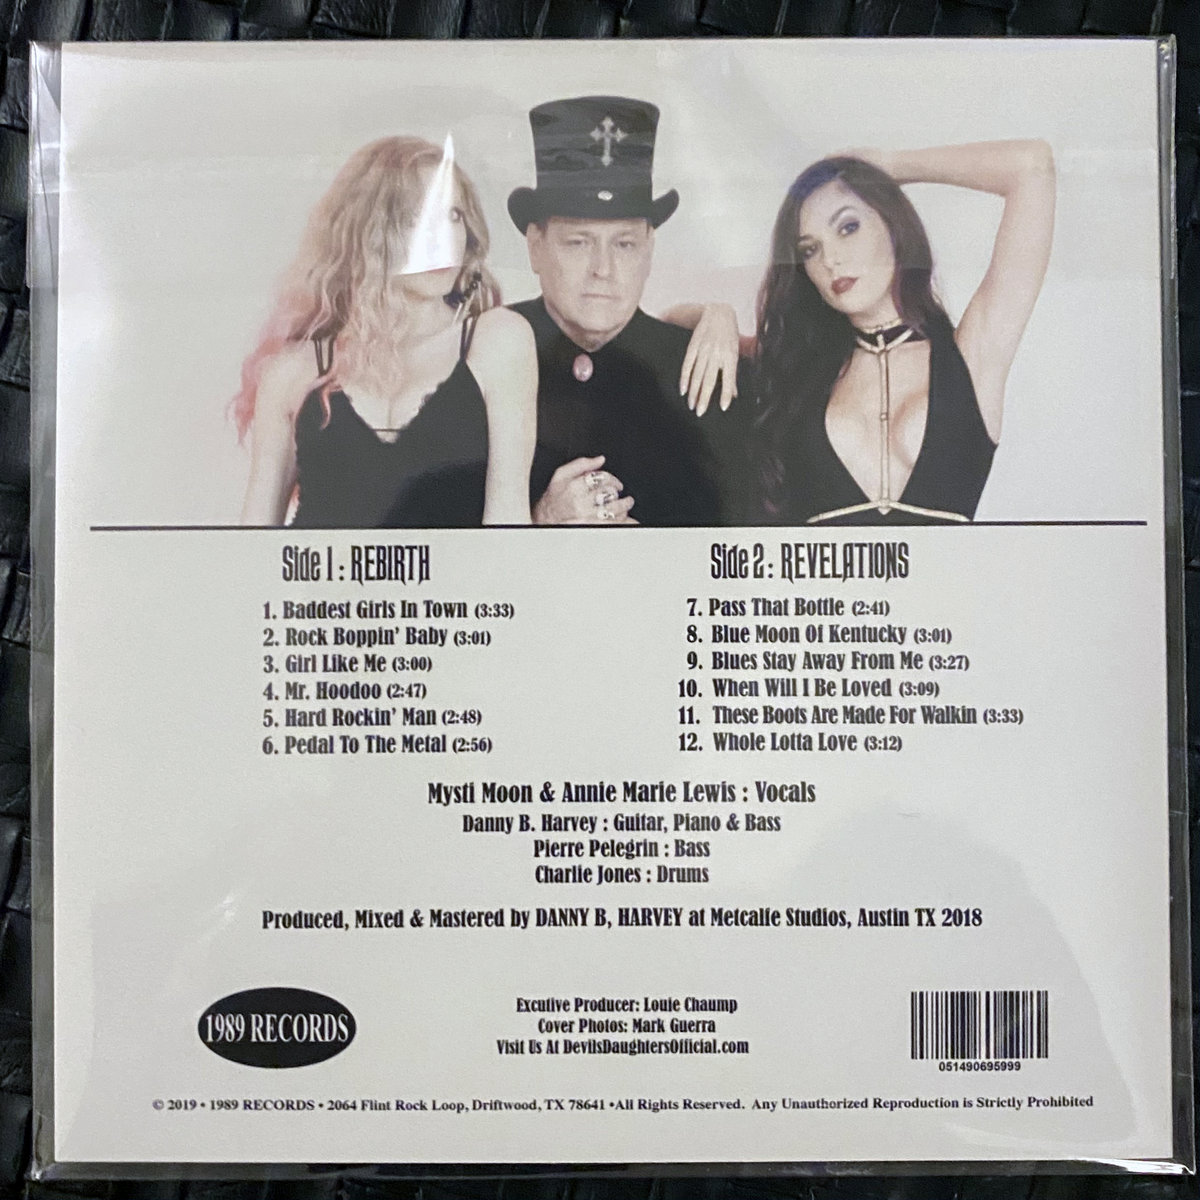 Side 1 : REBIRTH
1. Baddest Girls In Town (3:33)
2. Rock Boppin' Baby (3:01)
3. Girl Like Me (3:00)
4. Mr. Hoodoo (2:47)
5. Hard Rockin' Man (2:48)
6. Pedal To The Metal (2:56)
Side 2 : REVELATIONS
7. Pass That Bottle (2:41)
8. Blue Moon Of Kentucky (3:01)
9. Blues Stay Away From Me (3:27)
10. When Will I Be Loved (3:09)
11. These Boots Are Made For Walkin (3:33)
12. Whole Lotta Love (3:12)
Mysti Moon & Annie Marie Lewis : Vocals
Danny B. Harvey : Guitar, Piano & Bass
Pierre Pelegrin : Bass
Charlie Jones : Drums
Produced, Mixed & Mastered by DANNY B, HARVEY at Metcalfe Studios, Austin TX 2018
1989 RECORDS
Excutive Producer: Louie Chaump
Cover Photos: Mark Guerra
Visit Us At DevilsDaughtersOfficial.com
051490695999
© 2019 • 1989 RECORDS • 2064 Flint Rock Loop, Driftwood, TX 78641 •All Rights Reserved. Any Unauthorized Reproduction is Strictly Prohibited